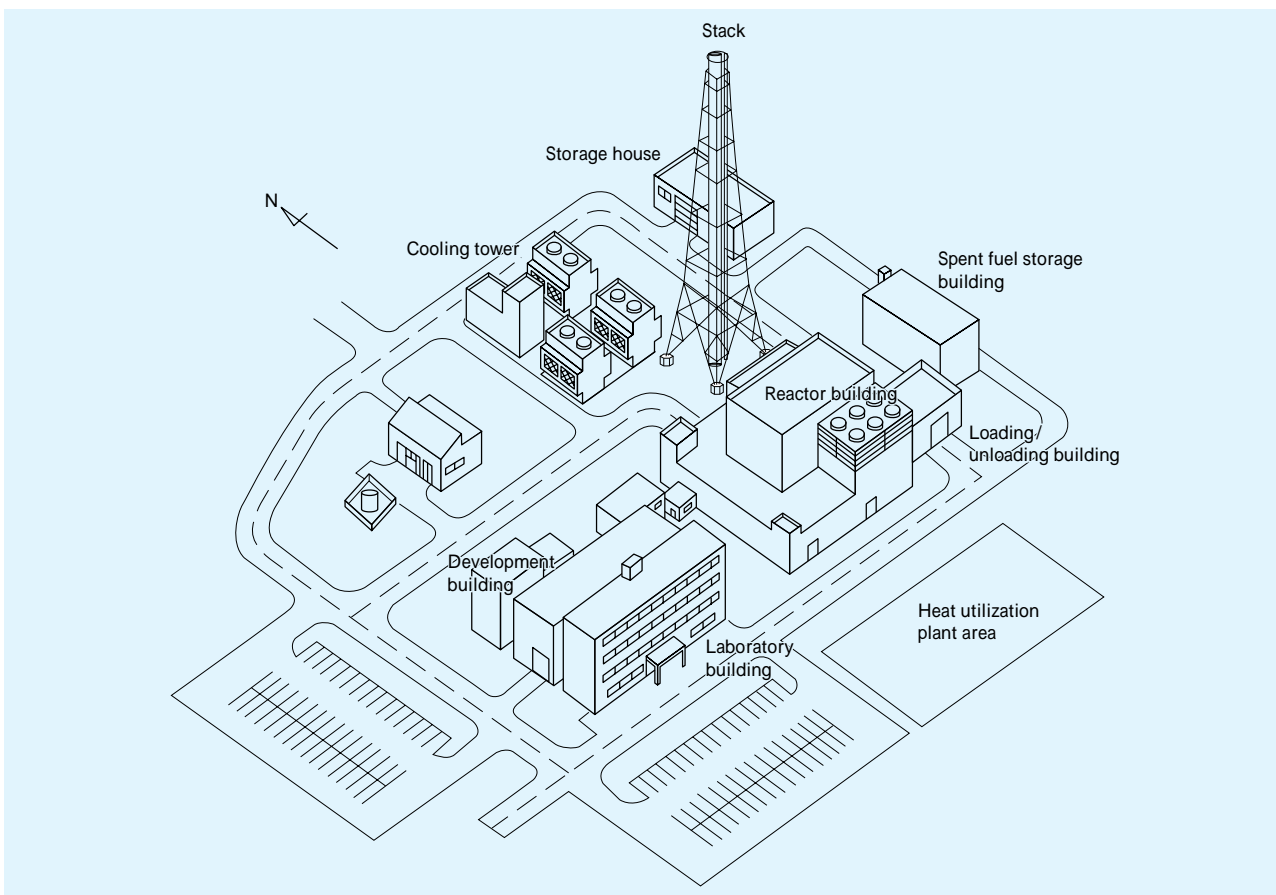 Stack
Storage house
N
Cooling tower
Spent fuel storage
building
Reactor building
Loading/
unloading building
Development
building
Heat utilization
plant area
Laboratory
building